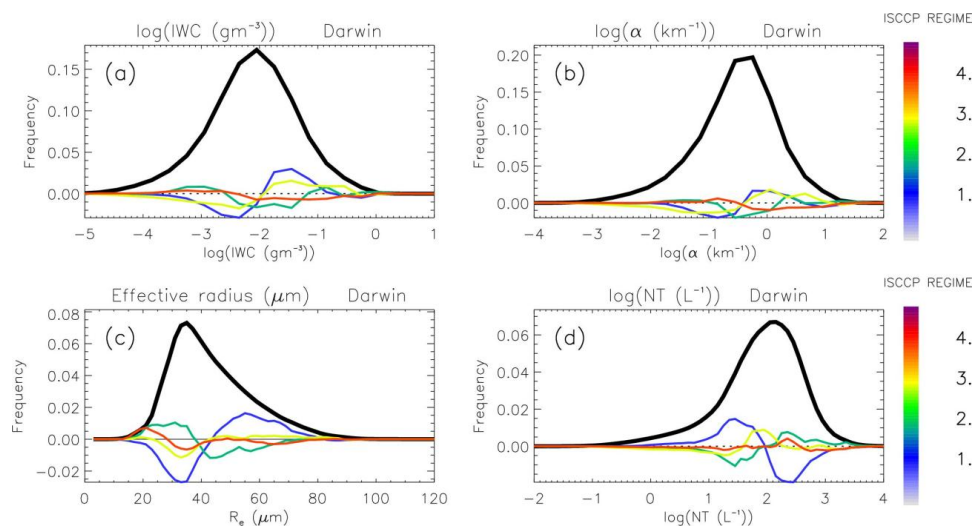 log(IWC (gm⁻³)) Darwin
log(α (km⁻¹)) Darwin
ISCCP REGIME
(a)
(b)
Frequency
0.15
0.10
0.05
0.00
Frequency
0.20
0.15
0.10
0.05
0.00
4.
3.
2.
1.
-5 -4 -3 -2 -1 0 1
log(IWC (gm⁻³))
-4 -3 -2 -1 0 1 2
log(α (km⁻¹))
Effective radius (μm) Darwin
log(NT (L⁻¹)) Darwin
ISCCP REGIME
(c)
(d)
Frequency
0.08
0.06
0.04
0.02
0.00
-0.02
Frequency
0.06
0.04
0.02
0.00
4.
3.
2.
1.
0 20 40 60 80 100 120
Rₑ (μm)
-2 -1 0 1 2 3 4
log(NT (L⁻¹))